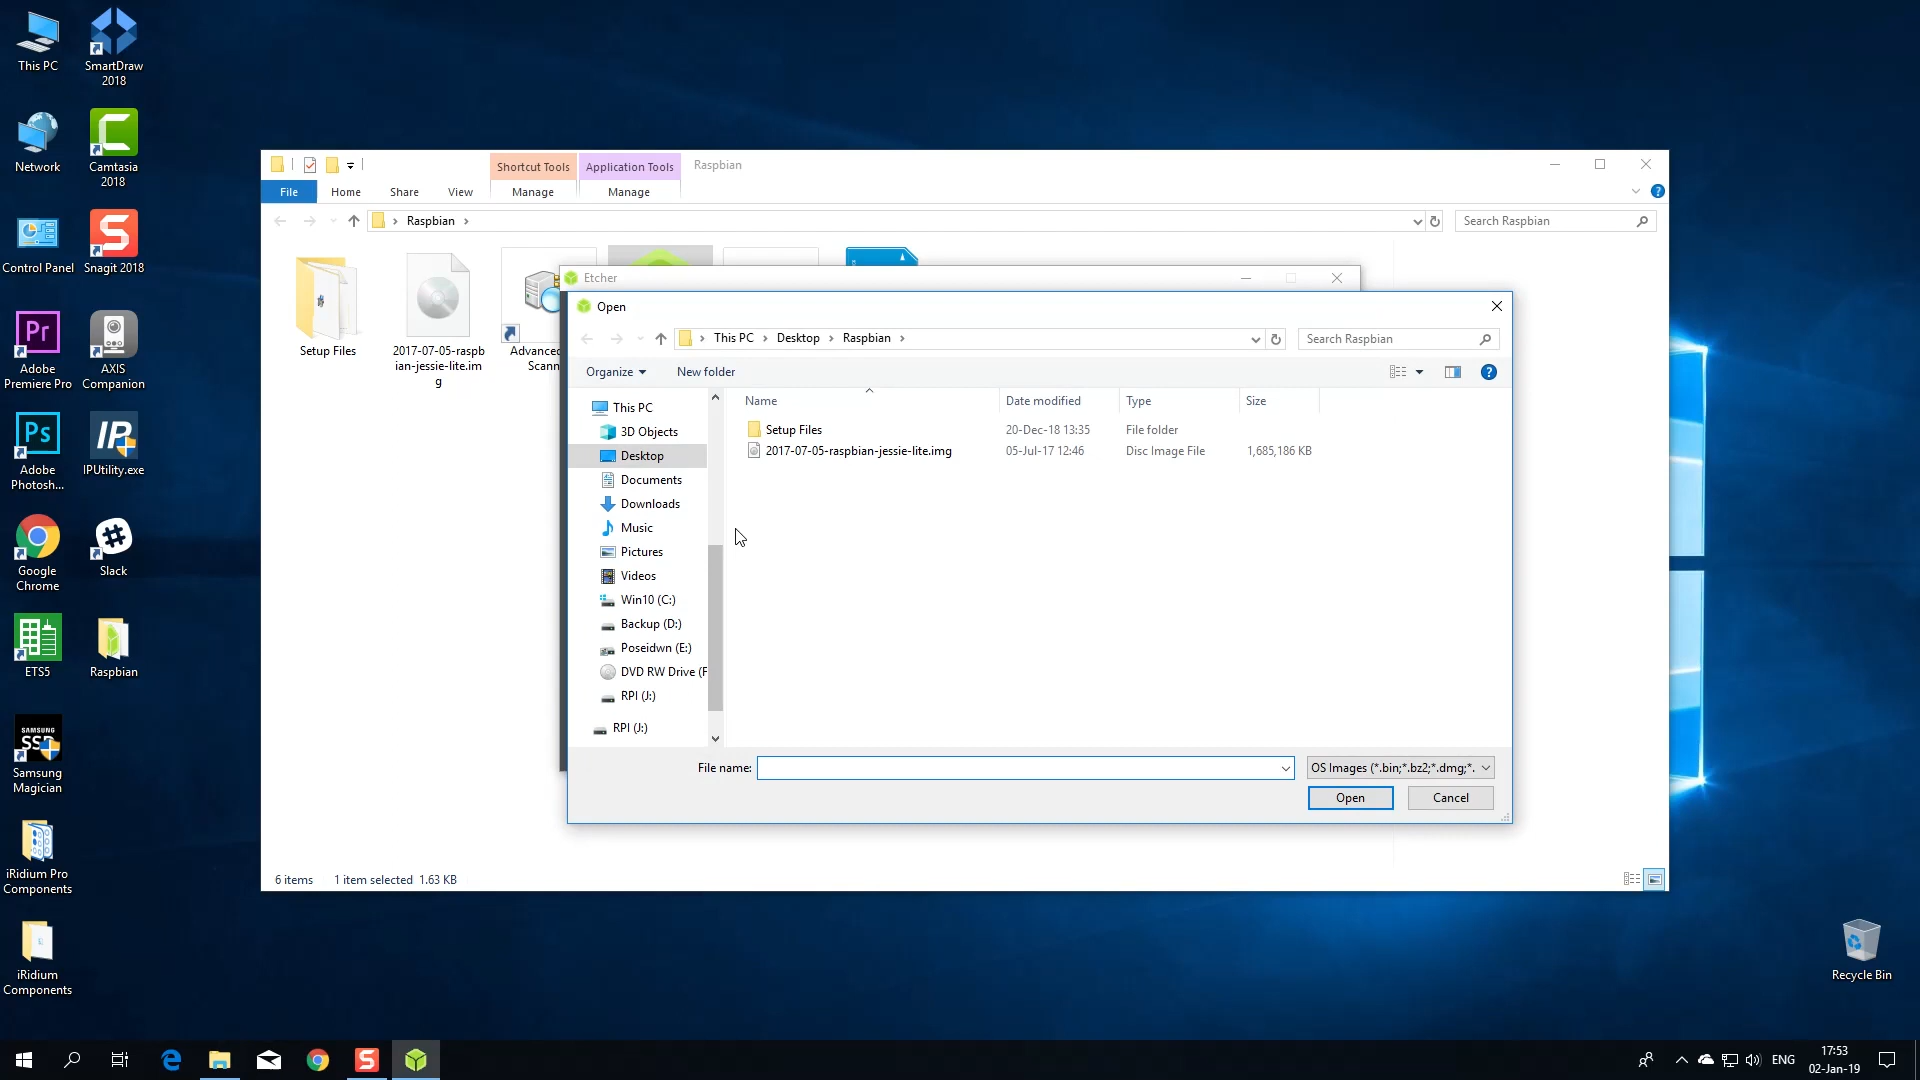 This PC
SmartDraw
2018
Network
Camtasia
2018
Control Panel
Snagit 2018
Adobe
Premiere Pro
AXIS
Companion
Adobe
Photosh...
IPUtility.exe
Google
Chrome
Slack
ETS5
Raspbian
SAMSUNG
SSD
Samsung
Magician
iRidium Pro
Components
iRidium
Components
Recycle Bin
Shortcut Tools
Application Tools
Raspbian
File
Home
Share
View
Manage
Manage
Raspbian
Search Raspbian
Setup Files
2017-07-05-raspb
ian-jessie-lite.im
g
Advanced
Scann
Etcher
Open
This PC
Desktop
Raspbian
Search Raspbian
Organize
New folder
This PC
3D Objects
Desktop
Documents
Downloads
Music
Pictures
Videos
Win10 (C:)
Backup (D:)
Poseidwn (E:)
DVD RW Drive (F
RPI (J:)
RPI (J:)
Name
Date modified
Type
Size
Setup Files
20-Dec-18 13:35
File folder
2017-07-05-raspbian-jessie-lite.img
05-Jul-17 12:46
Disc Image File
1,685,186 KB
File name:
OS Images (*.bin;*.bz2;*.dmg;*.
Open
Cancel
6 items
1 item selected 1.63 KB
ENG
17:53
02-Jan-19